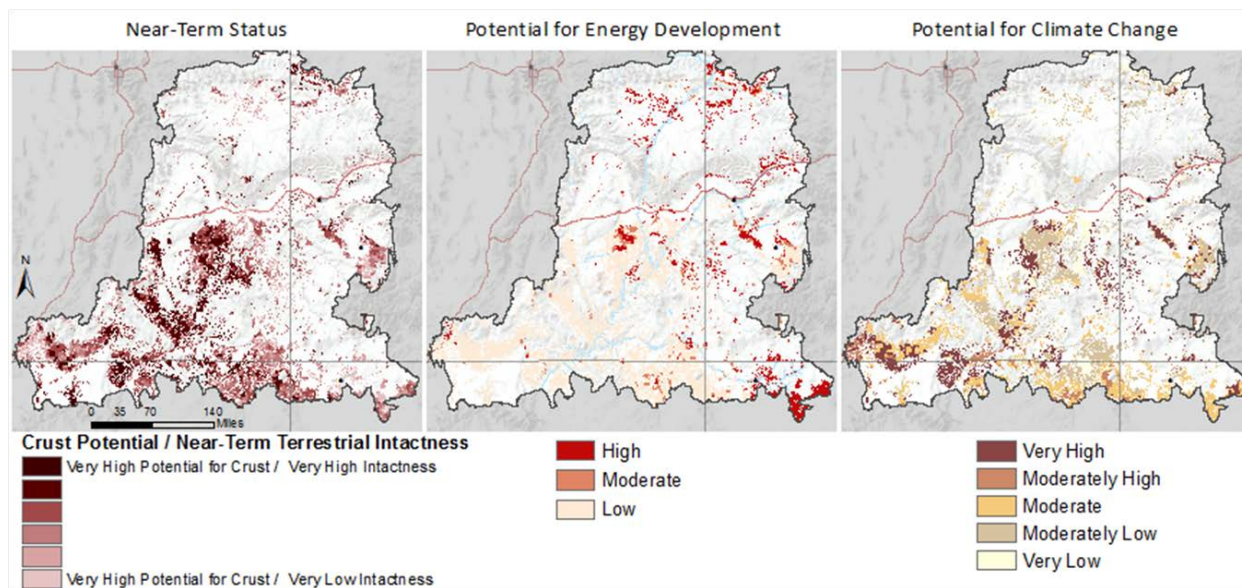 Near-Term Status
Potential for Energy Development
Potential for Climate Change
N
0 35 70 140
Miles
Crust Potential / Near-Term Terrestrial Intactness
Very High Potential for Crust / Very High Intactness
Very High Potential for Crust / Very Low Intactness
High
Moderate
Low
Very High
Moderately High
Moderate
Moderately Low
Very Low